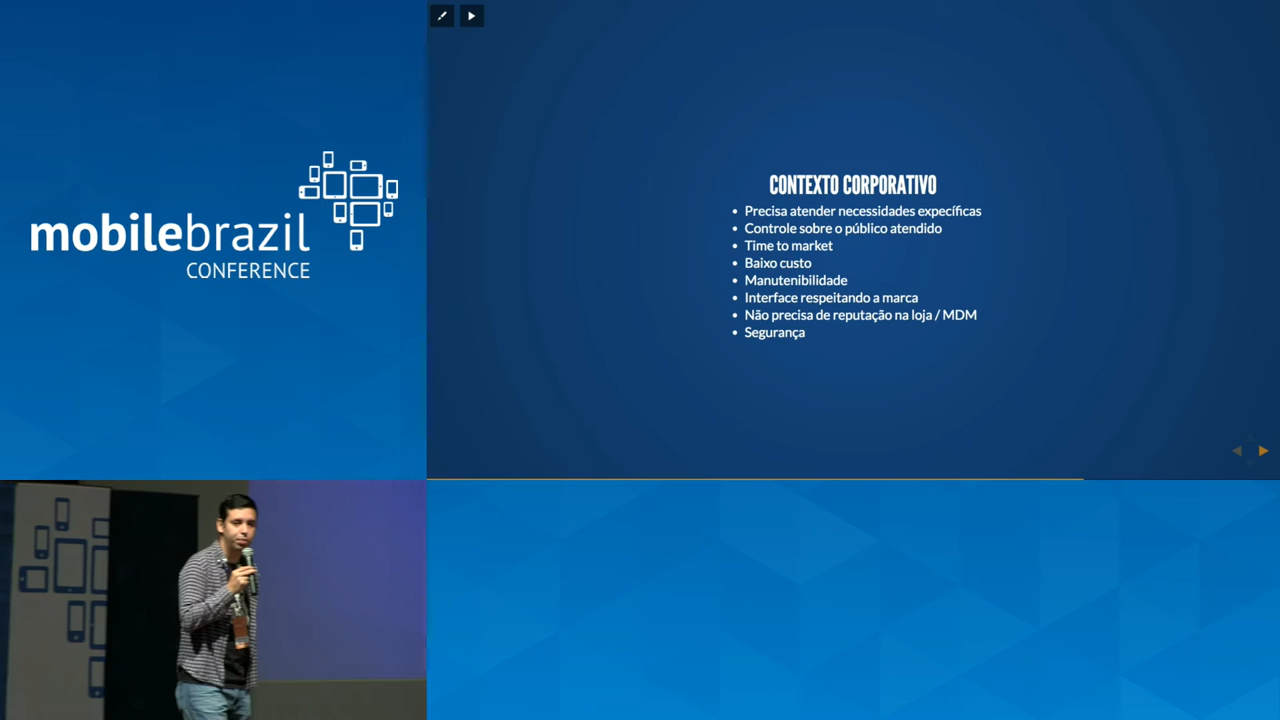 mobilebrazil
CONFERENCE
CONTEXTO CORPORATIVO
Precisa atender necessidades expecíficas
Controle sobre o público atendido
Time to market
Baixo custo
Manutenibilidade
Interface respeitando a marca
Não precisa de reputação na loja / MDM
Segurança